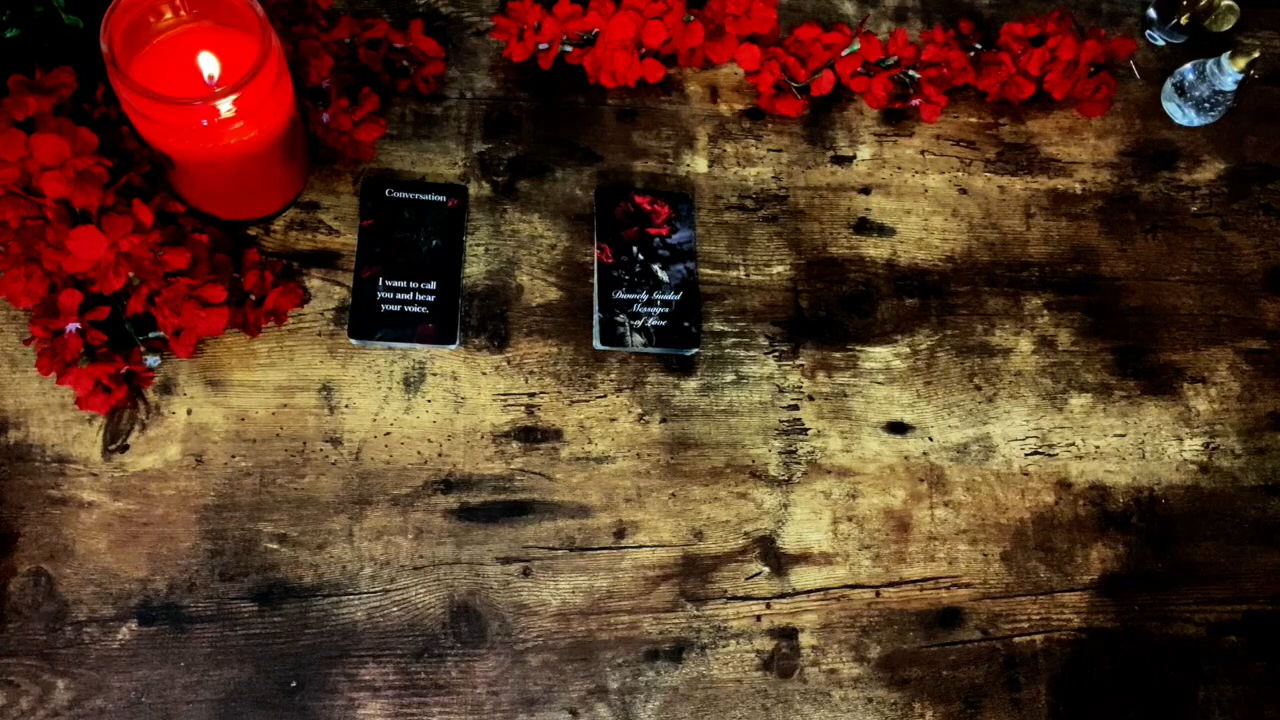 Conversation
I want to call
you and hear
your voice.
Divinely Guided
Messages
of Love